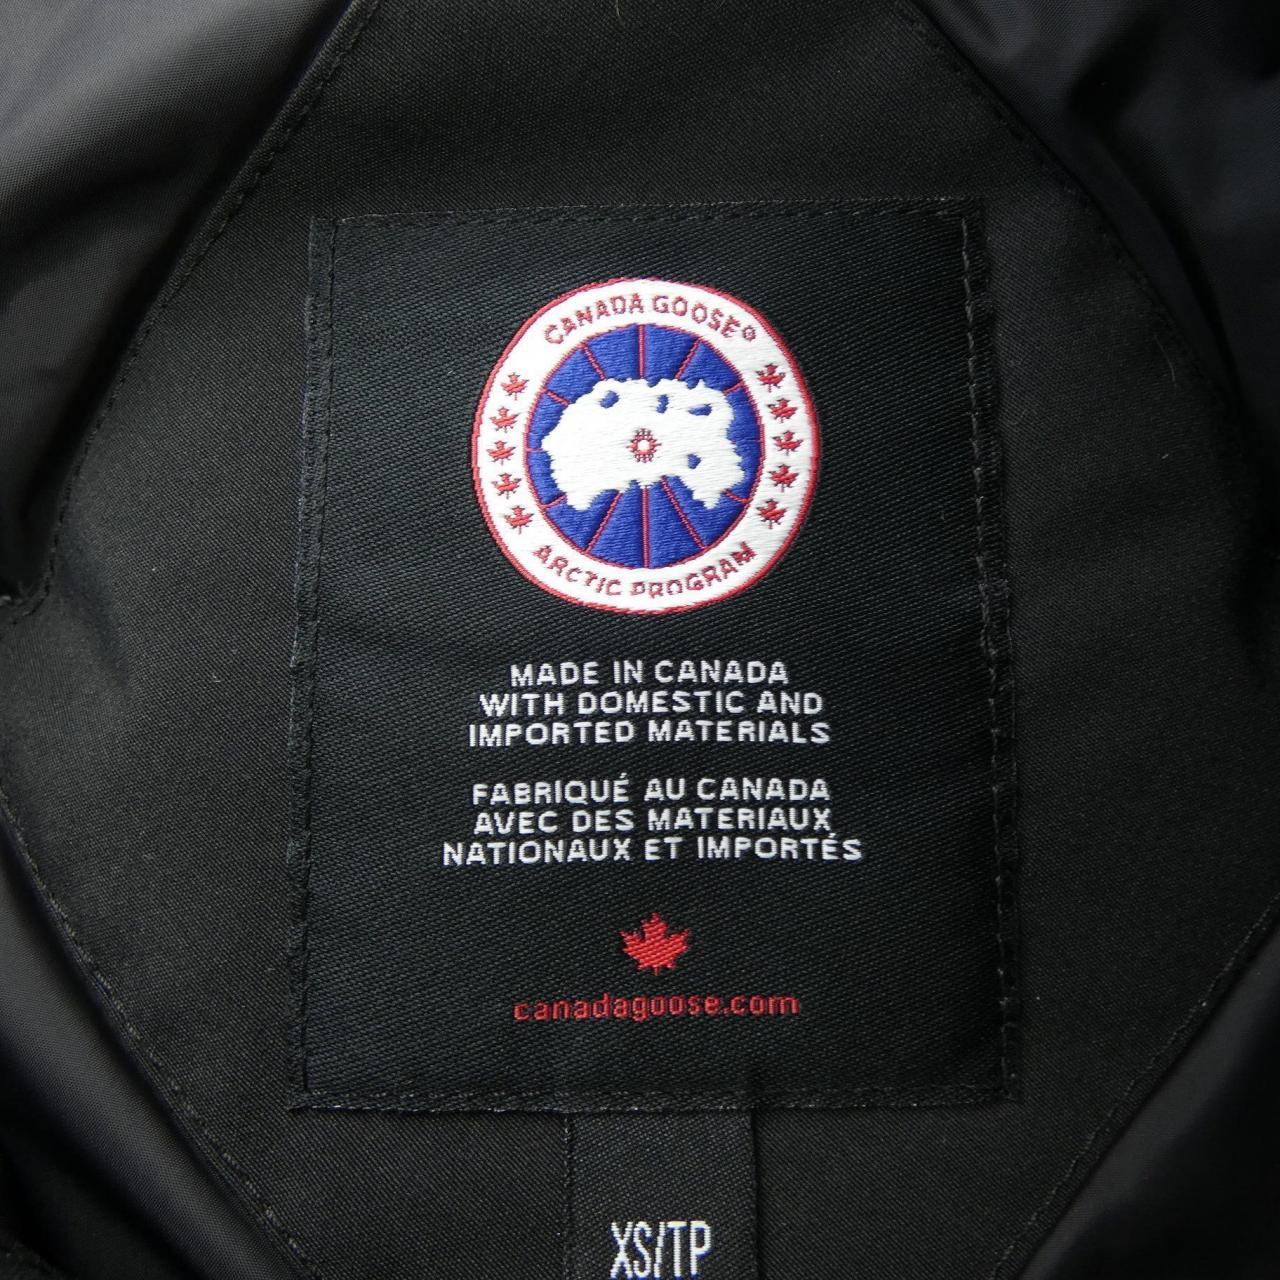 CANADA GOOSE®
ARCTIC PROGRAM
MADE IN CANADA
WITH DOMESTIC AND
IMPORTED MATERIALS
FABRIQUÉ AU CANADA
AVEC DES MATERIAUX
NATIONAUX ET IMPORTÉS
canadagoose.com
XS/TP